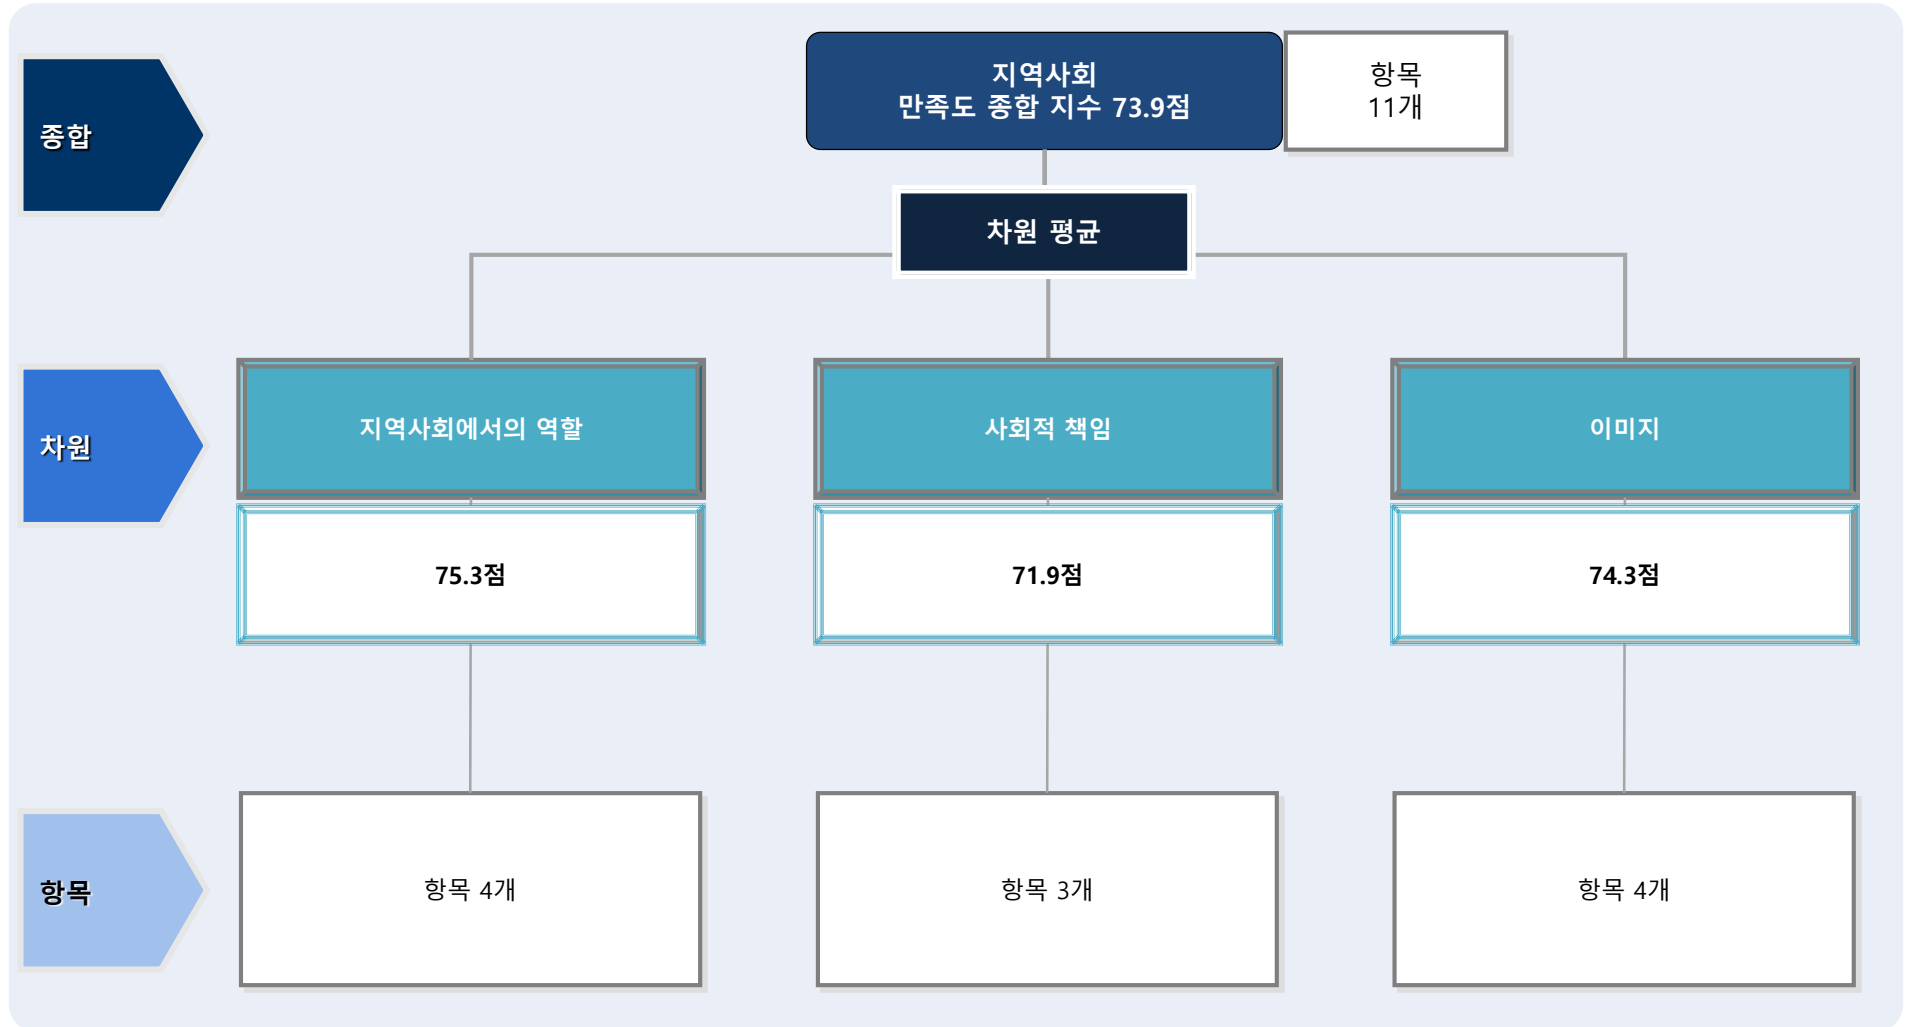 종합
지역사회
만족도 종합 지수 73.9점
항목
11개
차원 평균
차원
지역사회에서의 역할
사회적 책임
이미지
75.3점
71.9점
74.3점
항목
항목 4개
항목 3개
항목 4개